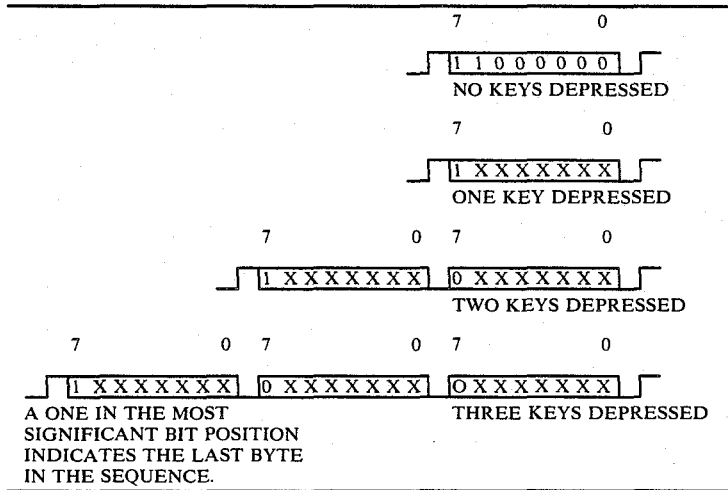 7 0
1 1 0 0 0 0 0 0
NO KEYS DEPRESSED
7 0
1 X X X X X X X
ONE KEY DEPRESSED
7 0 7 0
1 X X X X X X X 0 X X X X X X X
TWO KEYS DEPRESSED
7 0 7 0 7 0
1 X X X X X X X 0 X X X X X X X O X X X X X X X
A ONE IN THE MOST
SIGNIFICANT BIT POSITION
INDICATES THE LAST BYTE
IN THE SEQUENCE.
THREE KEYS DEPRESSED